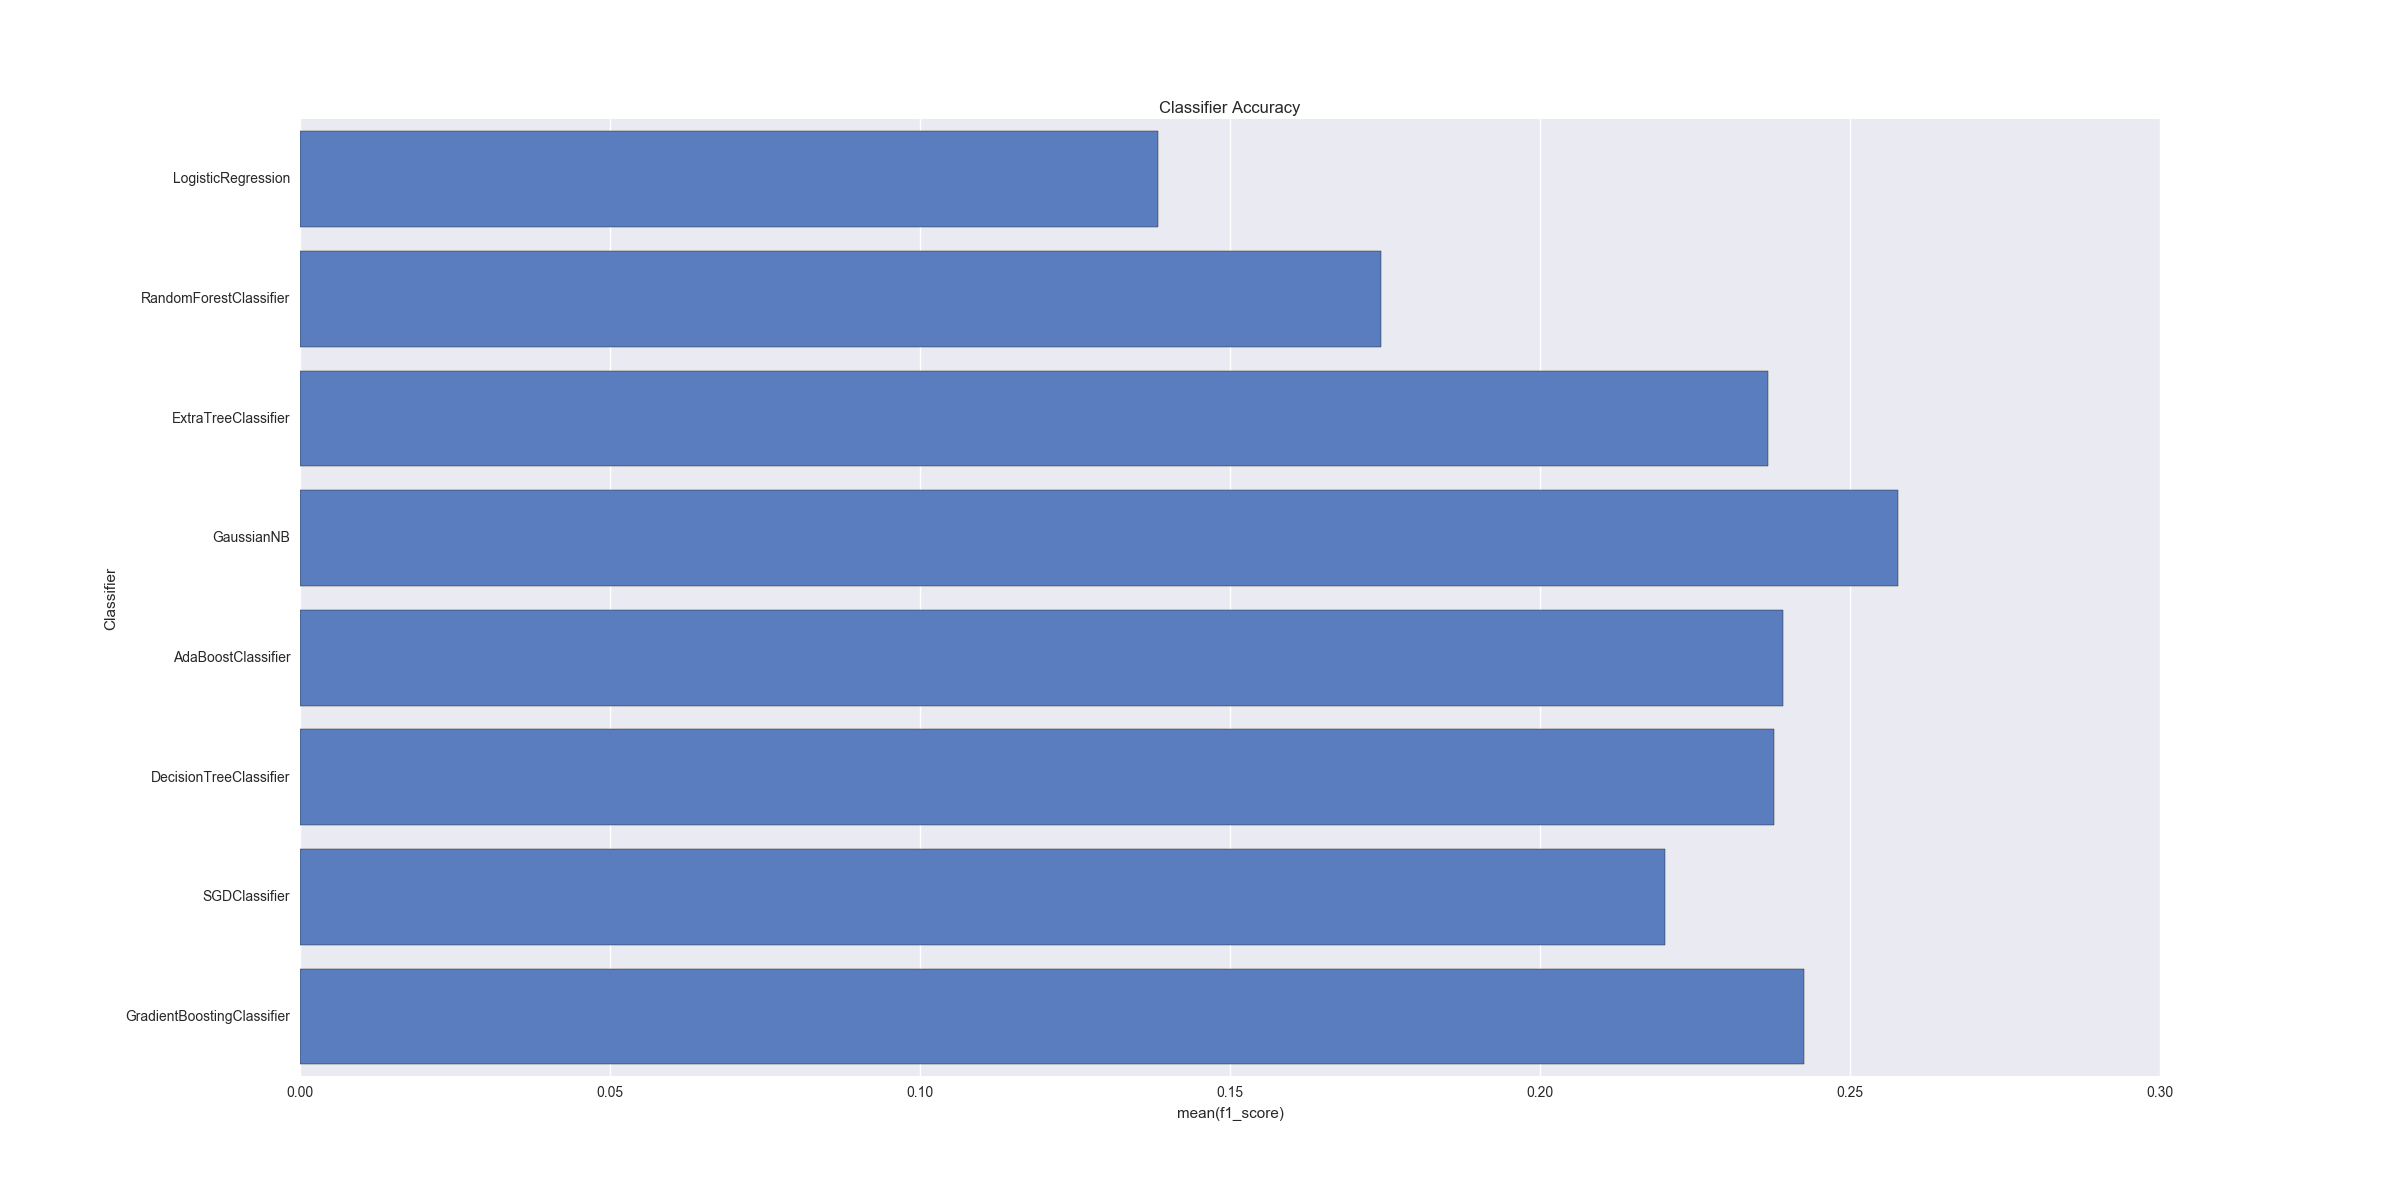 Classifier Accuracy
LogisticRegression
RandomForestClassifier
ExtraTreeClassifier
GaussianNB
Classifier
AdaBoostClassifier
DecisionTreeClassifier
SGDClassifier
GradientBoostingClassifier
0.00 0.05 0.10 0.15 0.20 0.25 0.30
mean(f1_score)